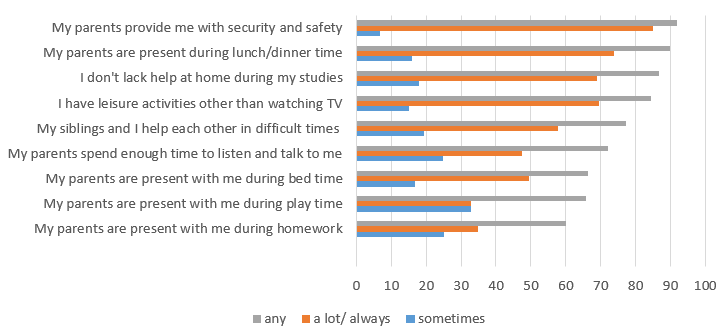 My parents provide me with security and safety
My parents are present during lunch/dinner time
I don't lack help at home during my studies
I have leisure activities other than watching TV
My siblings and I help each other in difficult times
My parents spend enough time to listen and talk to me
My parents are present with me during bed time
My parents are present with me during play time
My parents are present with me during homework
0 10 20 30 40 50 60 70 80 90 100
any a lot/ always sometimes